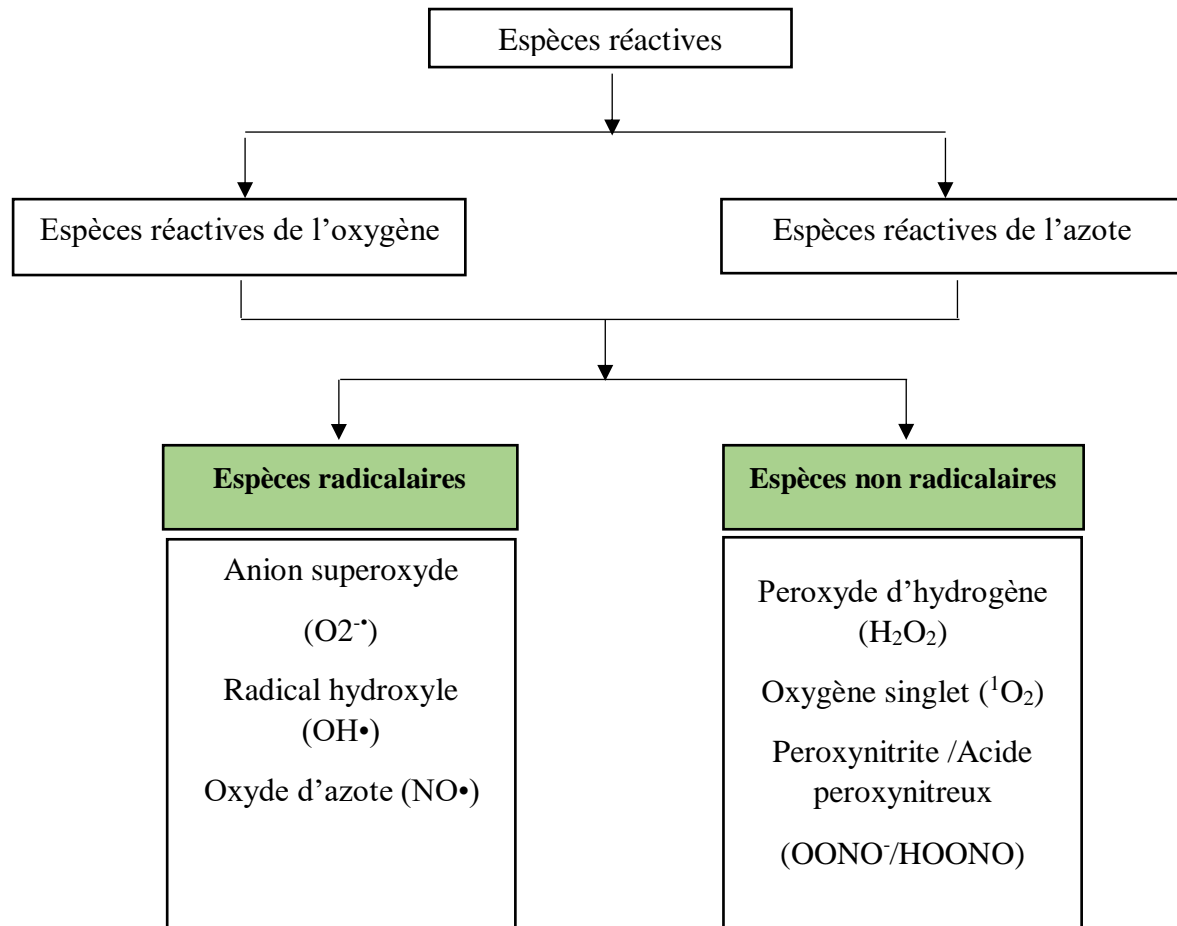 Espèces réactives
Espèces réactives de l’oxygène
Espèces réactives de l’azote
Espèces radicalaires
Anion superoxyde
(O2⁻•)
Radical hydroxyle
(OH•)
Oxyde d’azote (NO•)
Espèces non radicalaires
Peroxyde d’hydrogène
(H₂O₂)
Oxygène singlet (¹O₂)
Peroxynitrite /Acide
peroxynitreux
(OONO⁻/HOONO)